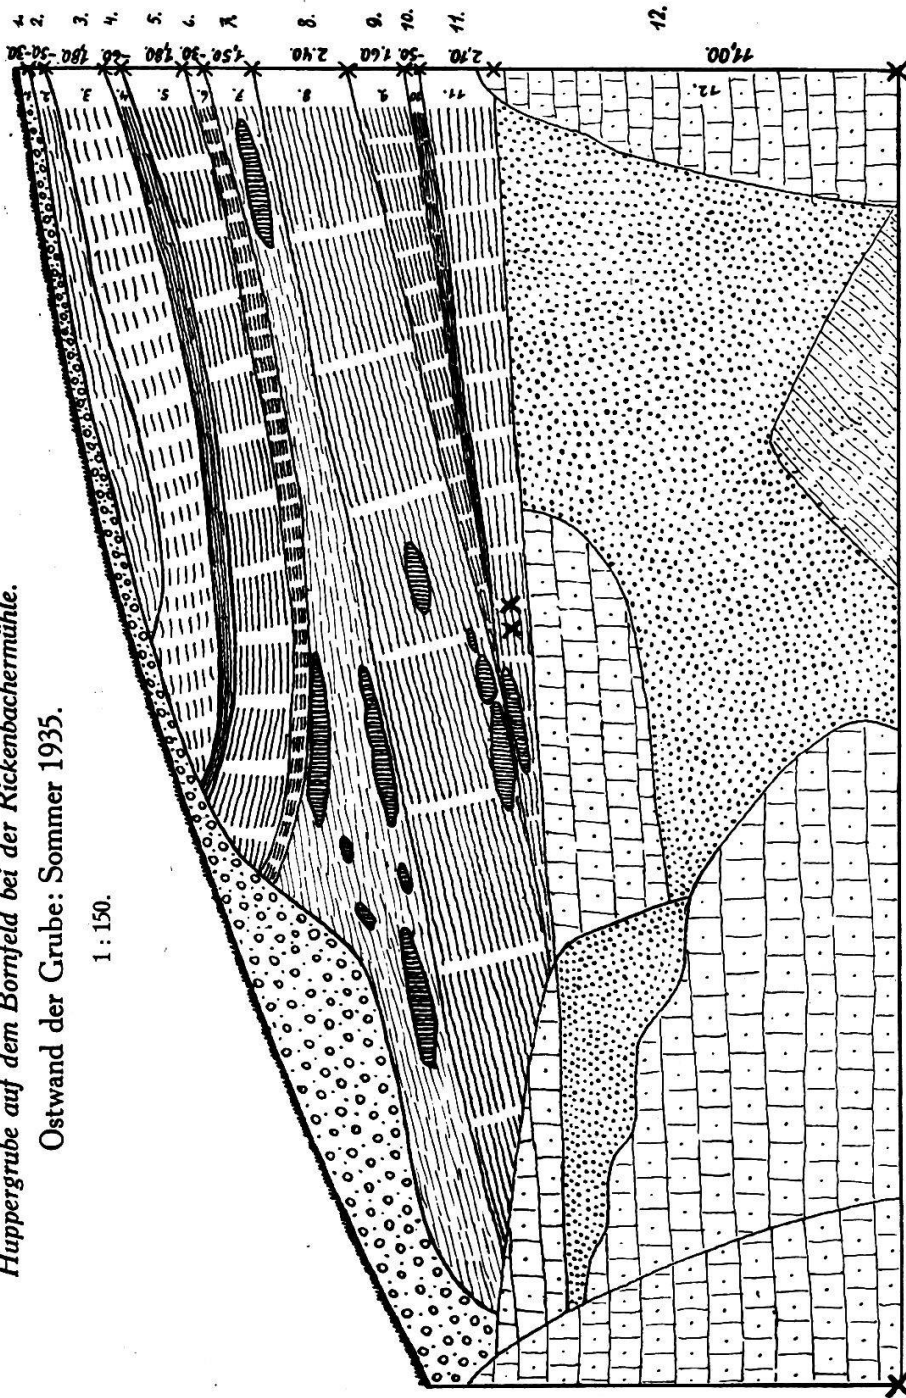 Huppergrube auf dem Bornfeld bei der Rickenbachermühle.
Ostwand der Grube: Sommer 1935.
1 : 150.
1. 2. 3. 4. 5. 6. 7. 8. 9. 10. 11. 12.
-30. -50. 1,80. -60. 1,80. -30. 1,50. 2.40. 1,60. -50. 2,70. 11,00
1. 2. 3. 4. 5. 6. 7. 8. 9. 10. 11. 12.